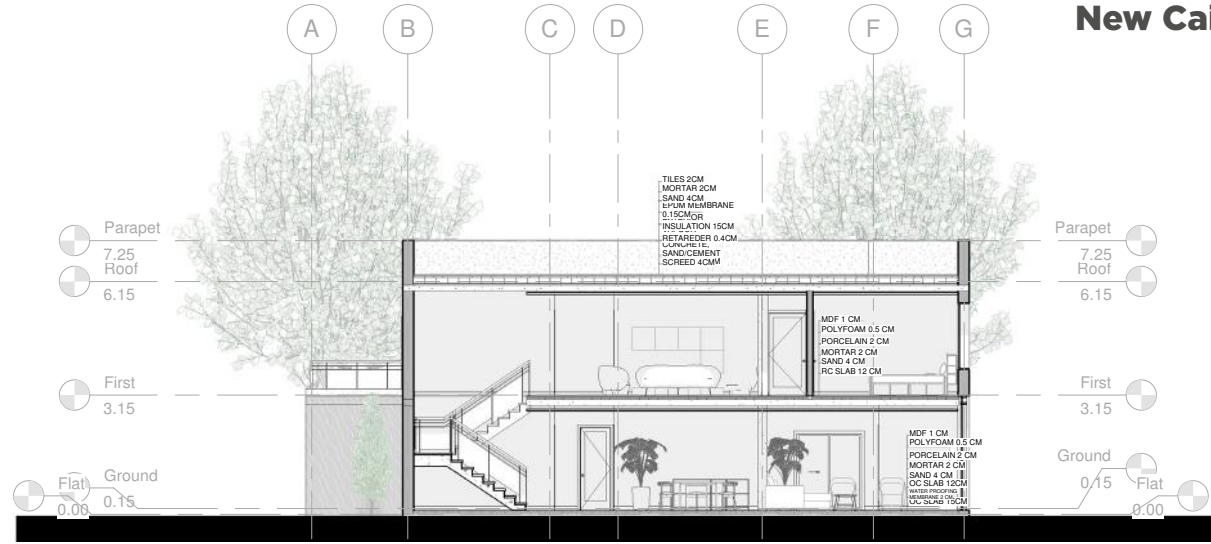 New Cai
A B C D E F G
TILES 2CM
MORTAR 2CM
SAND 4CM
EPDM MEMBRANE
0.15CM
INSULATION 15CM
RETAREDER 0.4CM
CONCRETE,
SAND/CEMENT
SCREED 4CM
Parapet
7.25
Roof
6.15
First
3.15
Ground
0.15
Flat
0.00
MDF 1 CM
POLYFOAM 0.5 CM
PORCELAIN 2 CM
MORTAR 2 CM
SAND 4 CM
RC SLAB 12 CM
MDF 1 CM
POLYFOAM 0.5 CM
PORCELAIN 2 CM
MORTAR 2 CM
SAND 4 CM
OC SLAB 12CM
WATER PROOFING
MEMBRANE 2 CM
OC SLAB 15CM
Parapet
7.25
Roof
6.15
First
3.15
Ground
0.15
Flat
0.00